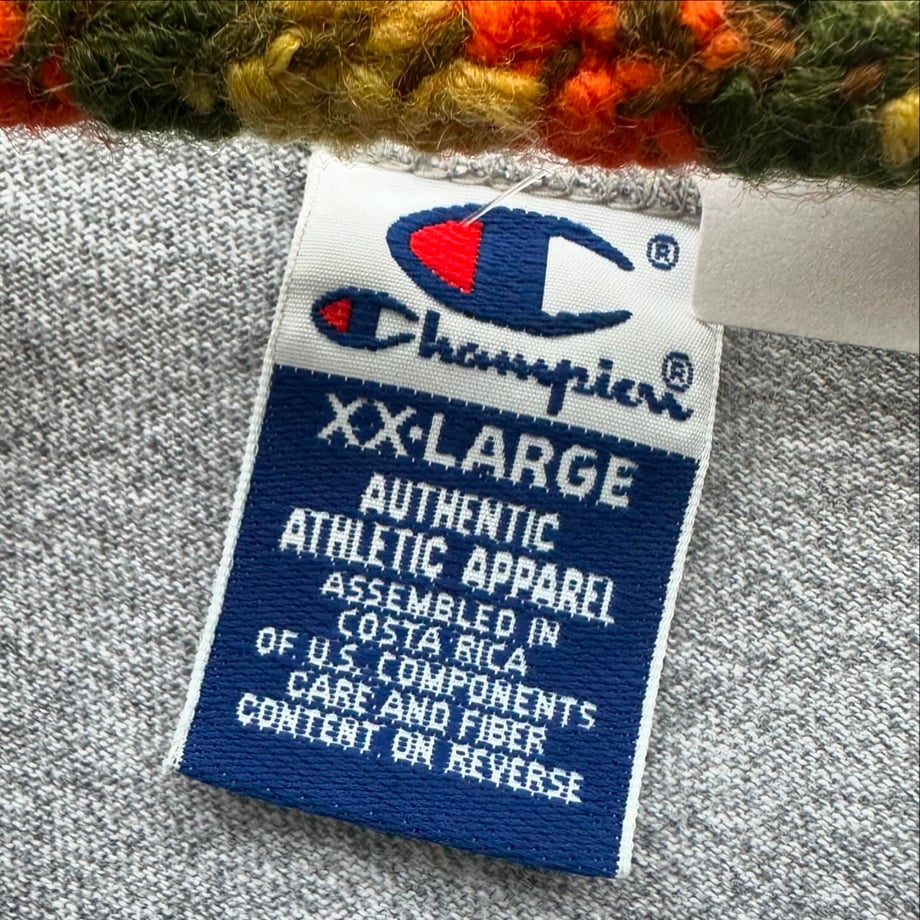 ®
Champion®
XX-LARGE
AUTHENTIC
ATHLETIC APPAREL
ASSEMBLED IN
COSTA RICA
OF U.S. COMPONENTS
CARE AND FIBER
CONTENT ON REVERSE